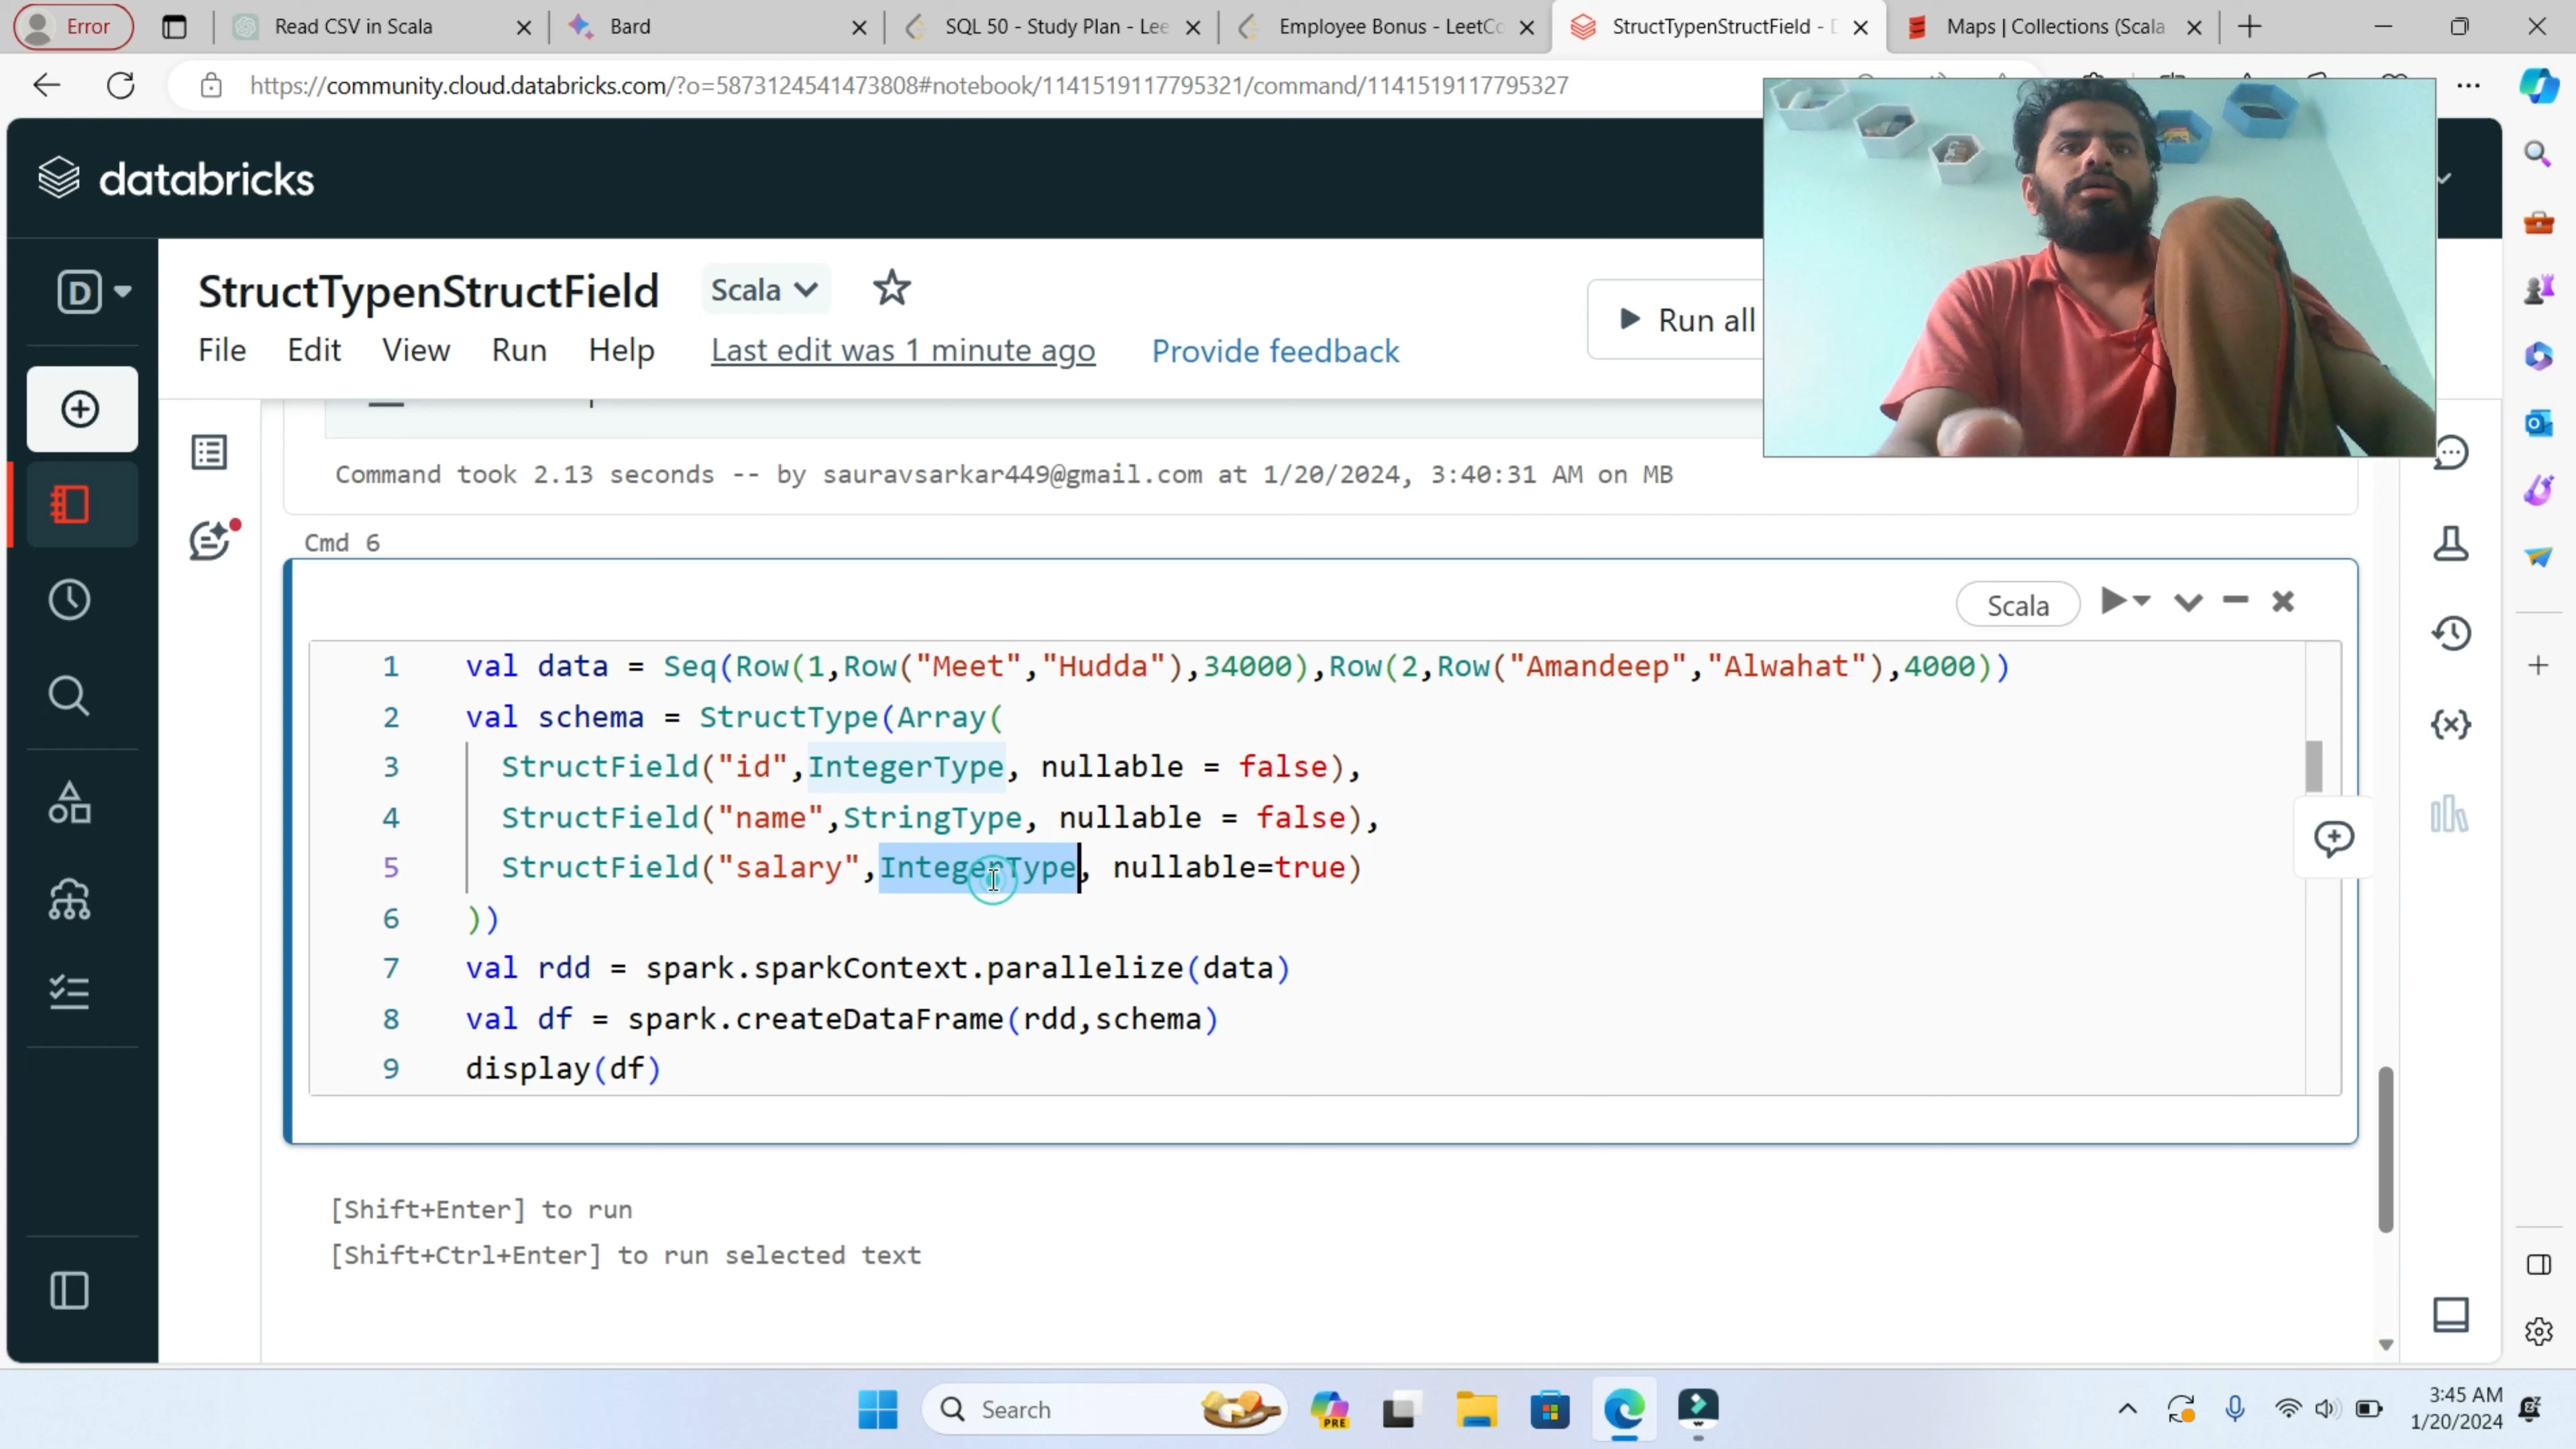 Error
Read CSV in Scala
Bard
SQL 50 - Study Plan - Lee
Employee Bonus - LeetCo
StructTypenStructField - D
Maps | Collections (Scala
https://community.cloud.databricks.com/?o=5873124541473808#notebook/1141519117795321/command/1141519117795327
databricks
D
StructTypenStructField
Scala
File Edit View Run Help Last edit was 1 minute ago Provide feedback
Run all
Command took 2.13 seconds -- by sauravsarkar449@gmail.com at 1/20/2024, 3:40:31 AM on MB
Cmd 6
Scala
1 val data = Seq(Row(1,Row("Meet","Hudda"),34000),Row(2,Row("Amandeep","Alwahat"),4000))
2 val schema = StructType(Array(
3 StructField("id",IntegerType, nullable = false),
4 StructField("name",StringType, nullable = false),
5 StructField("salary",IntegerType, nullable=true)
6 ))
7 val rdd = spark.sparkContext.parallelize(data)
8 val df = spark.createDataFrame(rdd,schema)
9 display(df)
[Shift+Enter] to run
[Shift+Ctrl+Enter] to run selected text
Search
PRE
3:45 AM
1/20/2024